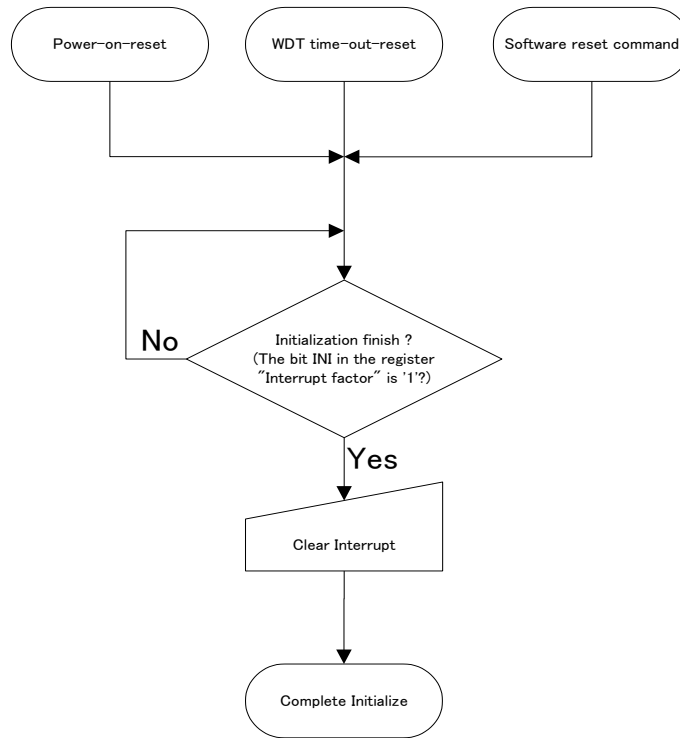 Power-on-reset
WDT time-out-reset
Software reset command
No
Initialization finish ?
(The bit INI in the register
"Interrupt factor" is '1'?)
Yes
Clear Interrupt
Complete Initialize